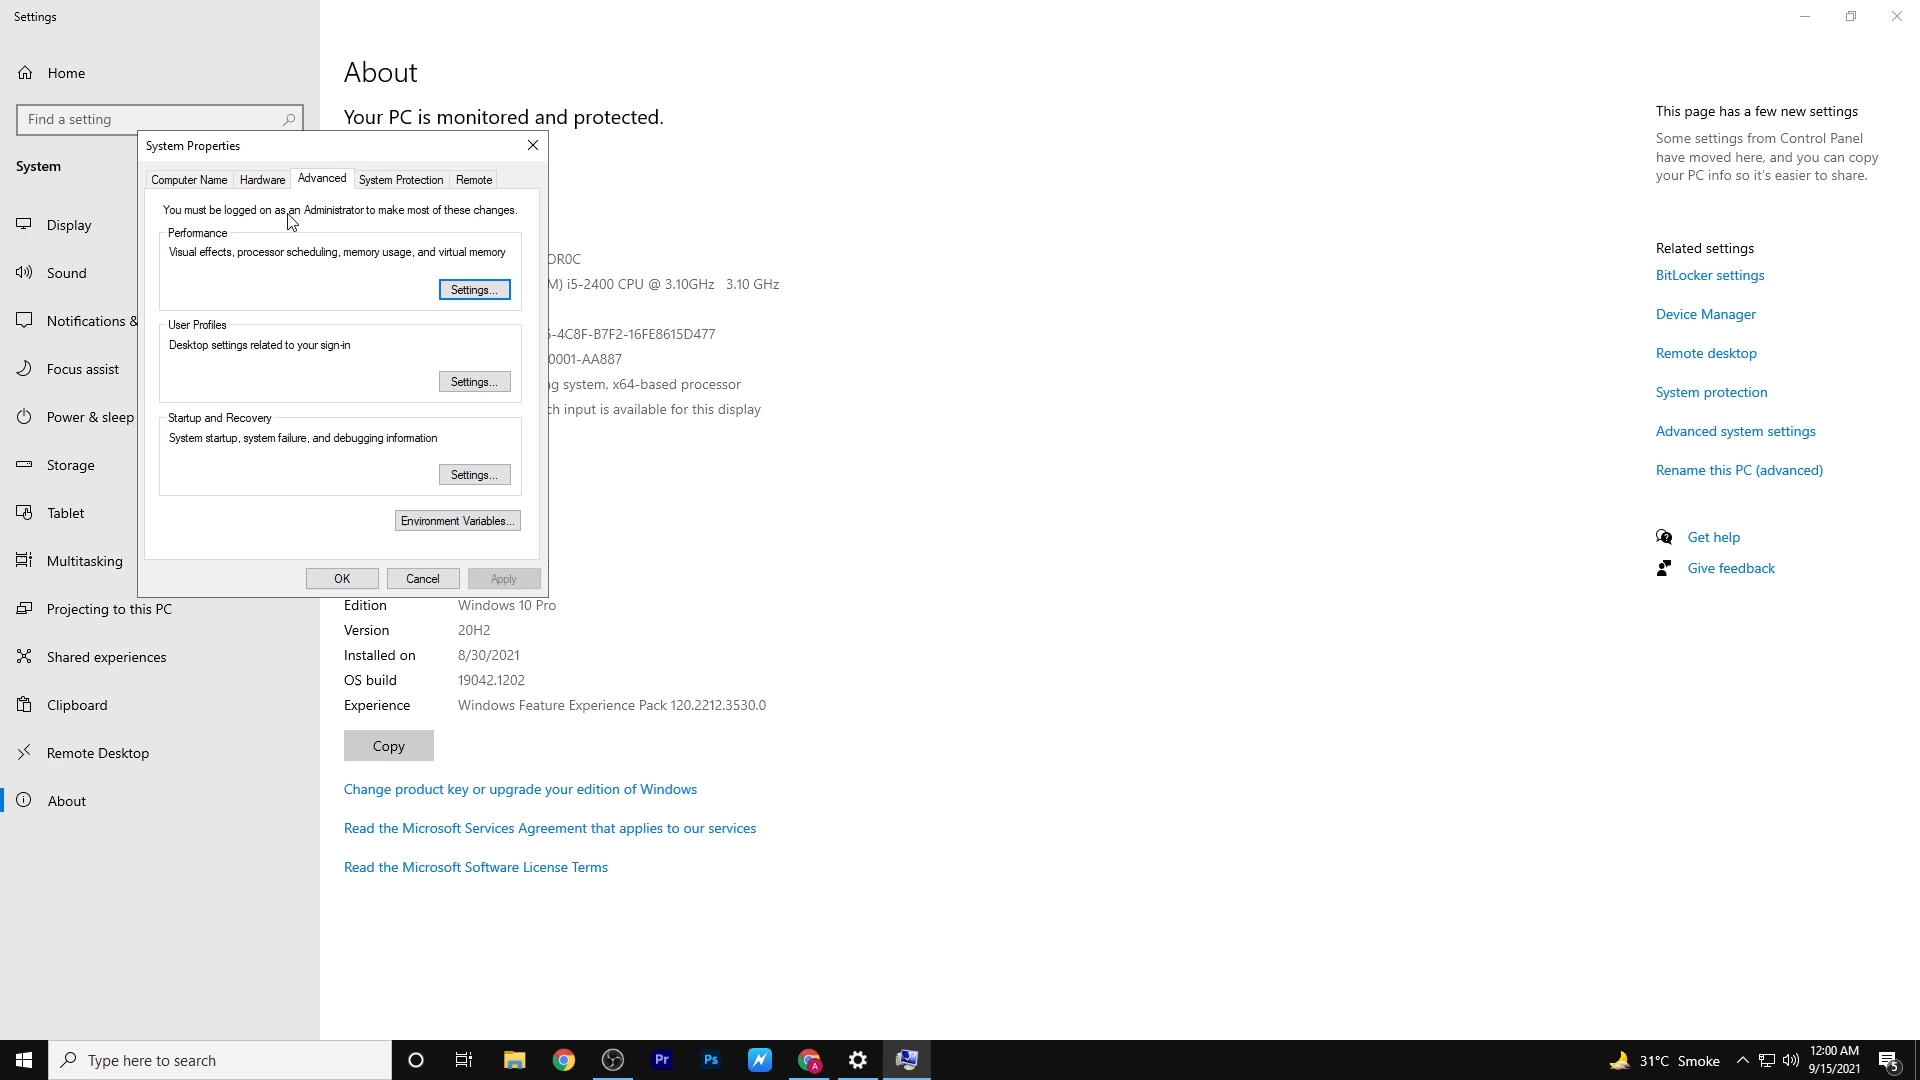 Settings
Home
Find a setting
System
Display
Sound
Notifications &
Focus assist
Power & sleep
Storage
Tablet
Multitasking
Projecting to this PC
Shared experiences
Clipboard
Remote Desktop
About
About
Your PC is monitored and protected.
System Properties
Computer Name
Hardware
Advanced
System Protection
Remote
You must be logged on as an Administrator to make most of these changes.
Performance
Visual effects, processor scheduling, memory usage, and virtual memory
Settings...
User Profiles
Desktop settings related to your sign-in
Settings...
Startup and Recovery
System startup, system failure, and debugging information
Settings...
Environment Variables...
OK
Cancel
Apply
OR0C
M) i5-2400 CPU @ 3.10GHz 3.10 GHz
-4C8F-B7F2-16FE8615D477
0001-AA887
g system, x64-based processor
ch input is available for this display
Edition Windows 10 Pro
Version 20H2
Installed on 8/30/2021
OS build 19042.1202
Experience Windows Feature Experience Pack 120.2212.3530.0
Copy
Change product key or upgrade your edition of Windows
Read the Microsoft Services Agreement that applies to our services
Read the Microsoft Software License Terms
This page has a few new settings
Some settings from Control Panel
have moved here, and you can copy
your PC info so it's easier to share.
Related settings
BitLocker settings
Device Manager
Remote desktop
System protection
Advanced system settings
Rename this PC (advanced)
Get help
Give feedback
Type here to search
Pr
Ps
A
31°C Smoke
12:00 AM
9/15/2021
5